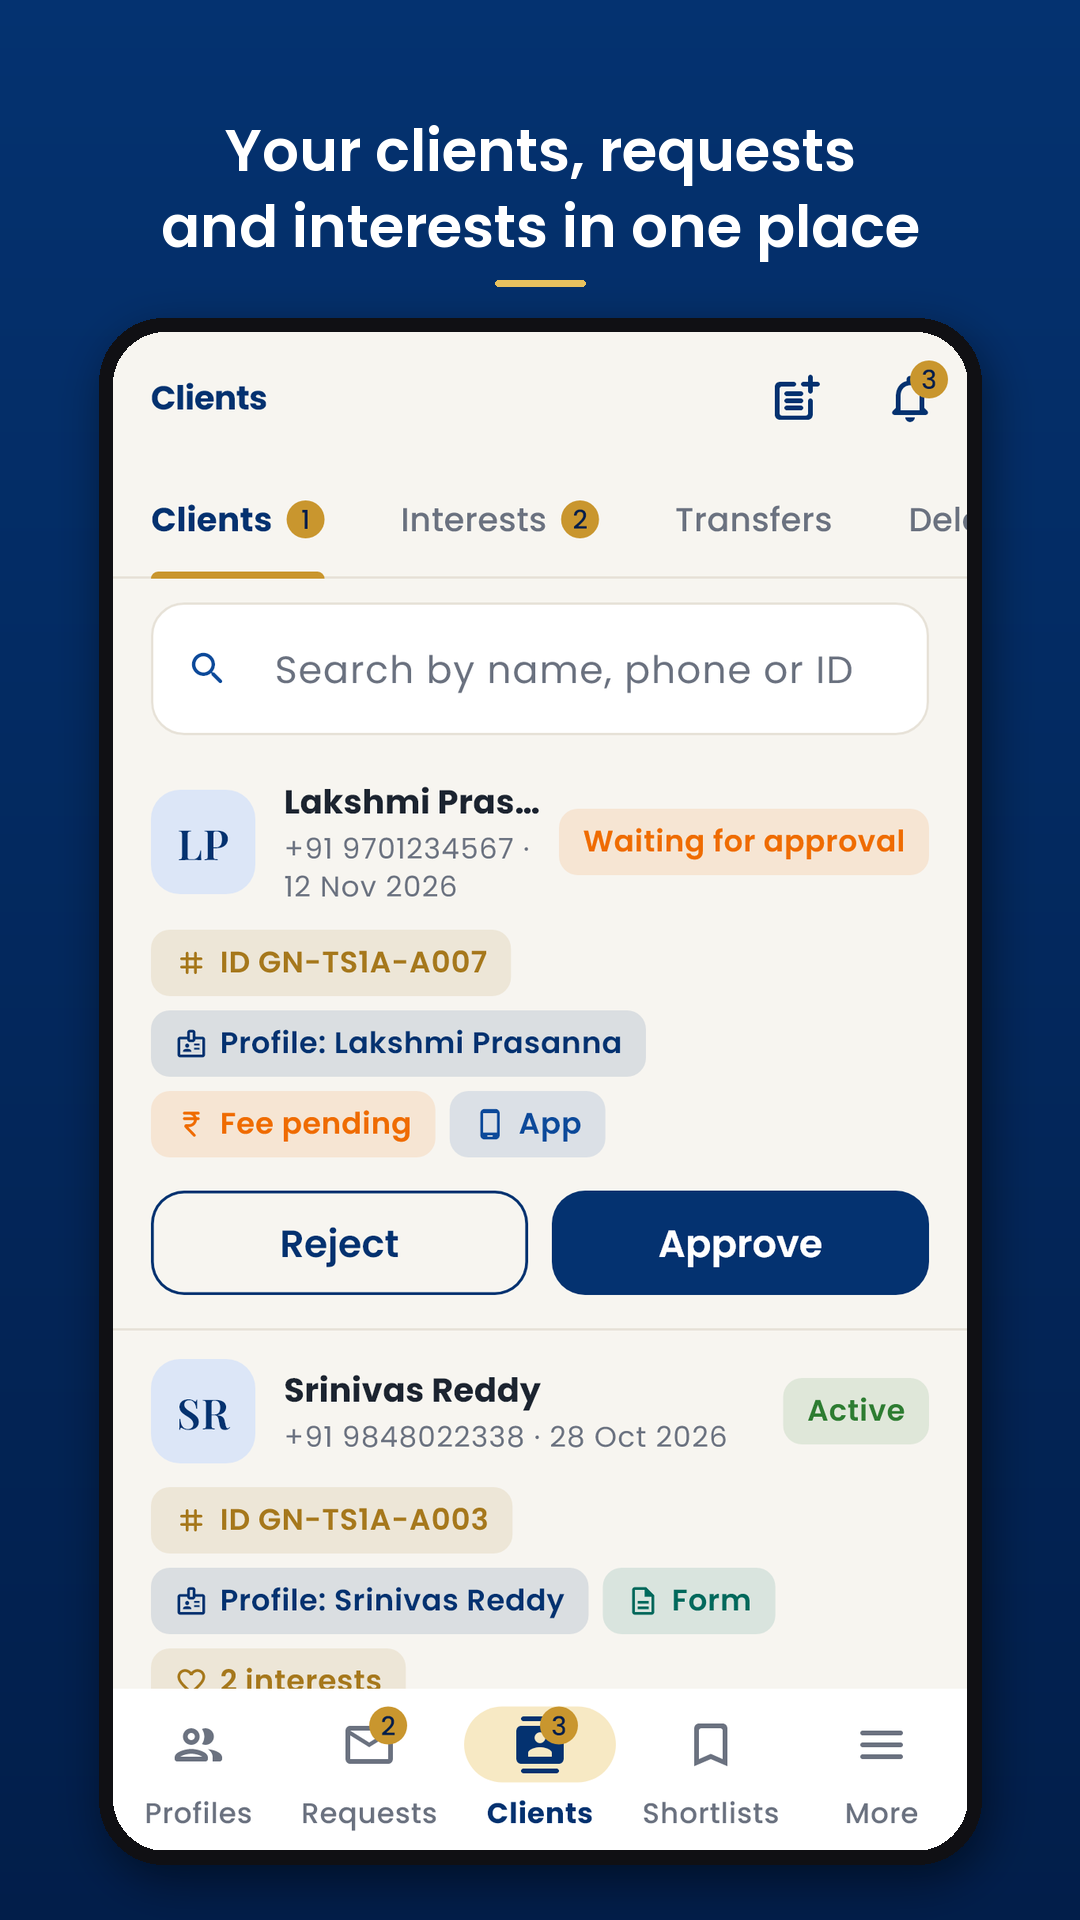 Your clients, requests
and interests in one place
Clients
3
Clients 1 Interests 2 Transfers
Search by name, phone or ID
LP
Lakshmi Pras...
+91 9701234567 ·
12 Nov 2026
Waiting for approval
# ID GN-TS1A-A007
Profile: Lakshmi Prasanna
₹ Fee pending
App
Reject
Approve
SR
Srinivas Reddy
+91 9848022338 · 28 Oct 2026
Active
# ID GN-TS1A-A003
Profile: Srinivas Reddy
Form
2 interests
2
3
Profiles Requests Clients Shortlists More